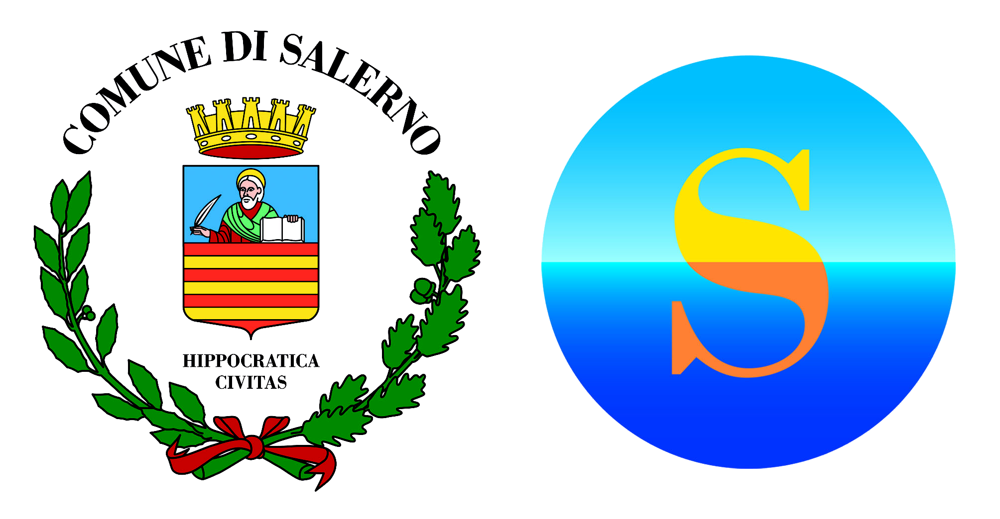 COMUNE DI SALERNO
HIPPOCRATICA
CIVITAS
S